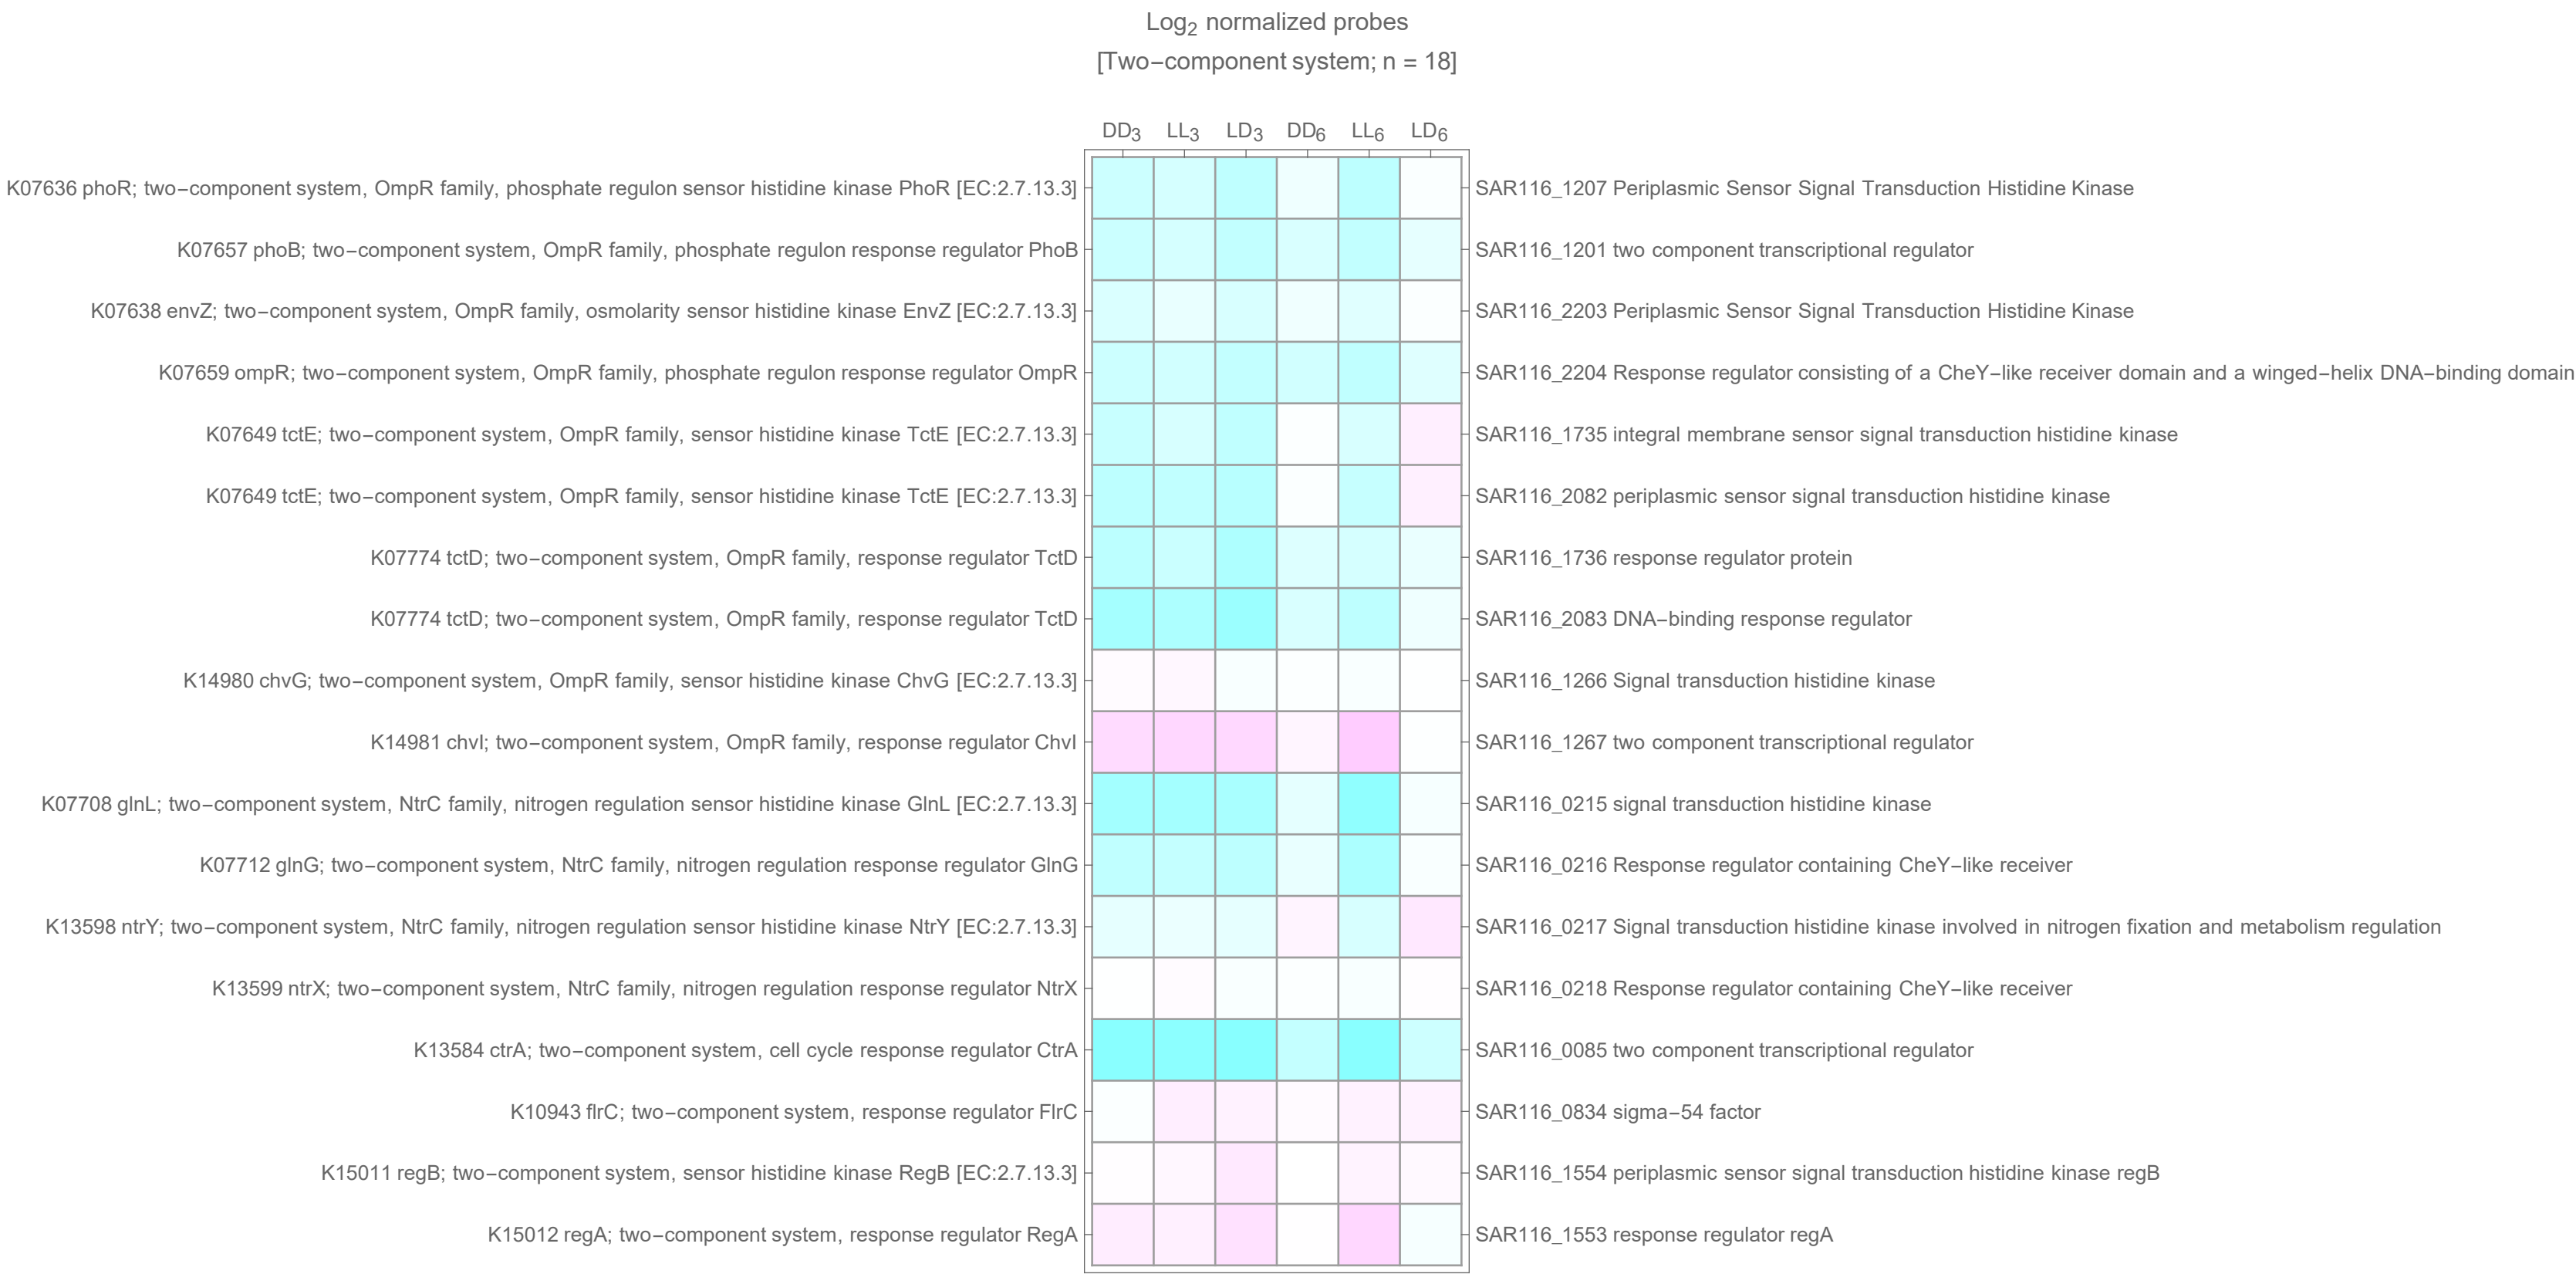 Log2 normalized probes
[Two−component system; n = 18]
DD3 LL3 LD3 DD6 LL6 LD6
K07636 phoR; two−component system, OmpR family, phosphate regulon sensor histidine kinase PhoR [EC:2.7.13.3] SAR116_1207 Periplasmic Sensor Signal Transduction Histidine Kinase
K07657 phoB; two−component system, OmpR family, phosphate regulon response regulator PhoB SAR116_1201 two component transcriptional regulator
K07638 envZ; two−component system, OmpR family, osmolarity sensor histidine kinase EnvZ [EC:2.7.13.3] SAR116_2203 Periplasmic Sensor Signal Transduction Histidine Kinase
K07659 ompR; two−component system, OmpR family, phosphate regulon response regulator OmpR SAR116_2204 Response regulator consisting of a CheY−like receiver domain and a winged−helix DNA−binding domain
K07649 tctE; two−component system, OmpR family, sensor histidine kinase TctE [EC:2.7.13.3] SAR116_1735 integral membrane sensor signal transduction histidine kinase
K07649 tctE; two−component system, OmpR family, sensor histidine kinase TctE [EC:2.7.13.3] SAR116_2082 periplasmic sensor signal transduction histidine kinase
K07774 tctD; two−component system, OmpR family, response regulator TctD SAR116_1736 response regulator protein
K07774 tctD; two−component system, OmpR family, response regulator TctD SAR116_2083 DNA−binding response regulator
K14980 chvG; two−component system, OmpR family, sensor histidine kinase ChvG [EC:2.7.13.3] SAR116_1266 Signal transduction histidine kinase
K14981 chvI; two−component system, OmpR family, response regulator ChvI SAR116_1267 two component transcriptional regulator
K07708 glnL; two−component system, NtrC family, nitrogen regulation sensor histidine kinase GlnL [EC:2.7.13.3] SAR116_0215 signal transduction histidine kinase
K07712 glnG; two−component system, NtrC family, nitrogen regulation response regulator GlnG SAR116_0216 Response regulator containing CheY−like receiver
K13598 ntrY; two−component system, NtrC family, nitrogen regulation sensor histidine kinase NtrY [EC:2.7.13.3] SAR116_0217 Signal transduction histidine kinase involved in nitrogen fixation and metabolism regulation
K13599 ntrX; two−component system, NtrC family, nitrogen regulation response regulator NtrX SAR116_0218 Response regulator containing CheY−like receiver
K13584 ctrA; two−component system, cell cycle response regulator CtrA SAR116_0085 two component transcriptional regulator
K10943 flrC; two−component system, response regulator FlrC SAR116_0834 sigma−54 factor
K15011 regB; two−component system, sensor histidine kinase RegB [EC:2.7.13.3] SAR116_1554 periplasmic sensor signal transduction histidine kinase regB
K15012 regA; two−component system, response regulator RegA SAR116_1553 response regulator regA